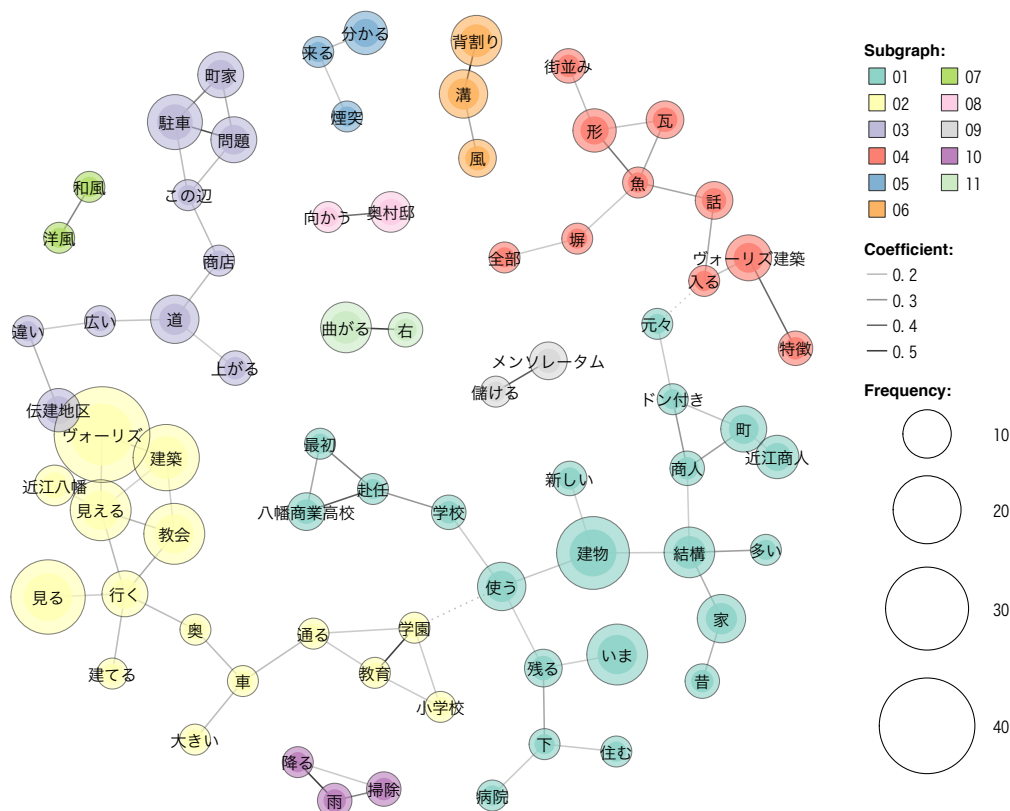 分かる
来る
煙突
背割り
溝
風
街並み
形
瓦
魚
話
塀
全部
ヴォーリズ建築
入る
特徴
町家
駐車
問題
この辺
商店
道
広い
違い
上がる
伝建地区
和風
洋風
向かう
奥村邸
曲がる
右
メンソレータム
儲ける
元々
ドン付き
町
近江商人
商人
ヴォーリズ
建築
近江八幡
見える
教会
見る
行く
建てる
奥
車
大きい
通る
学園
教育
小学校
最初
赴任
八幡商業高校
学校
新しい
建物
結構
多い
使う
家
昔
残る
いま
下
住む
病院
降る
掃除
雨
Subgraph:
01
02
03
04
05
06
07
08
09
10
11
Coefficient:
0.2
0.3
0.4
0.5
Frequency:
10
20
30
40